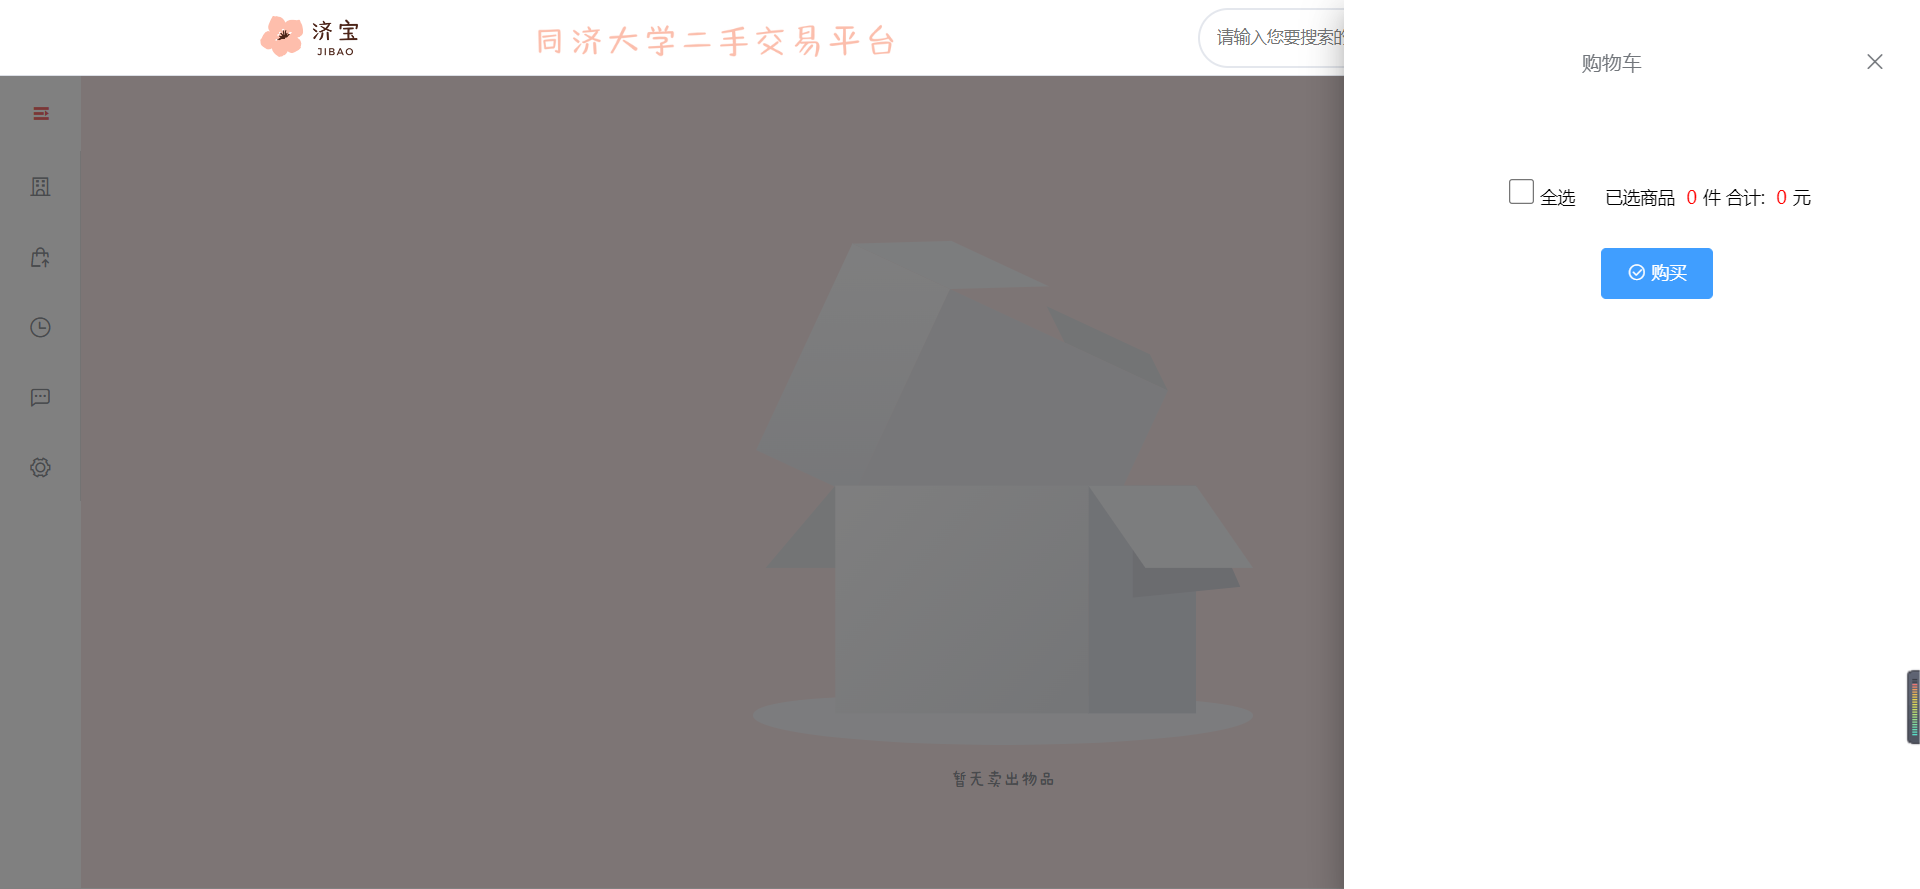 济宝
JIBAO
同济大学二手交易平台
请输入您要搜索的
购物车
全选 已选商品 0 件 合计: 0 元
购买
暂无卖出物品